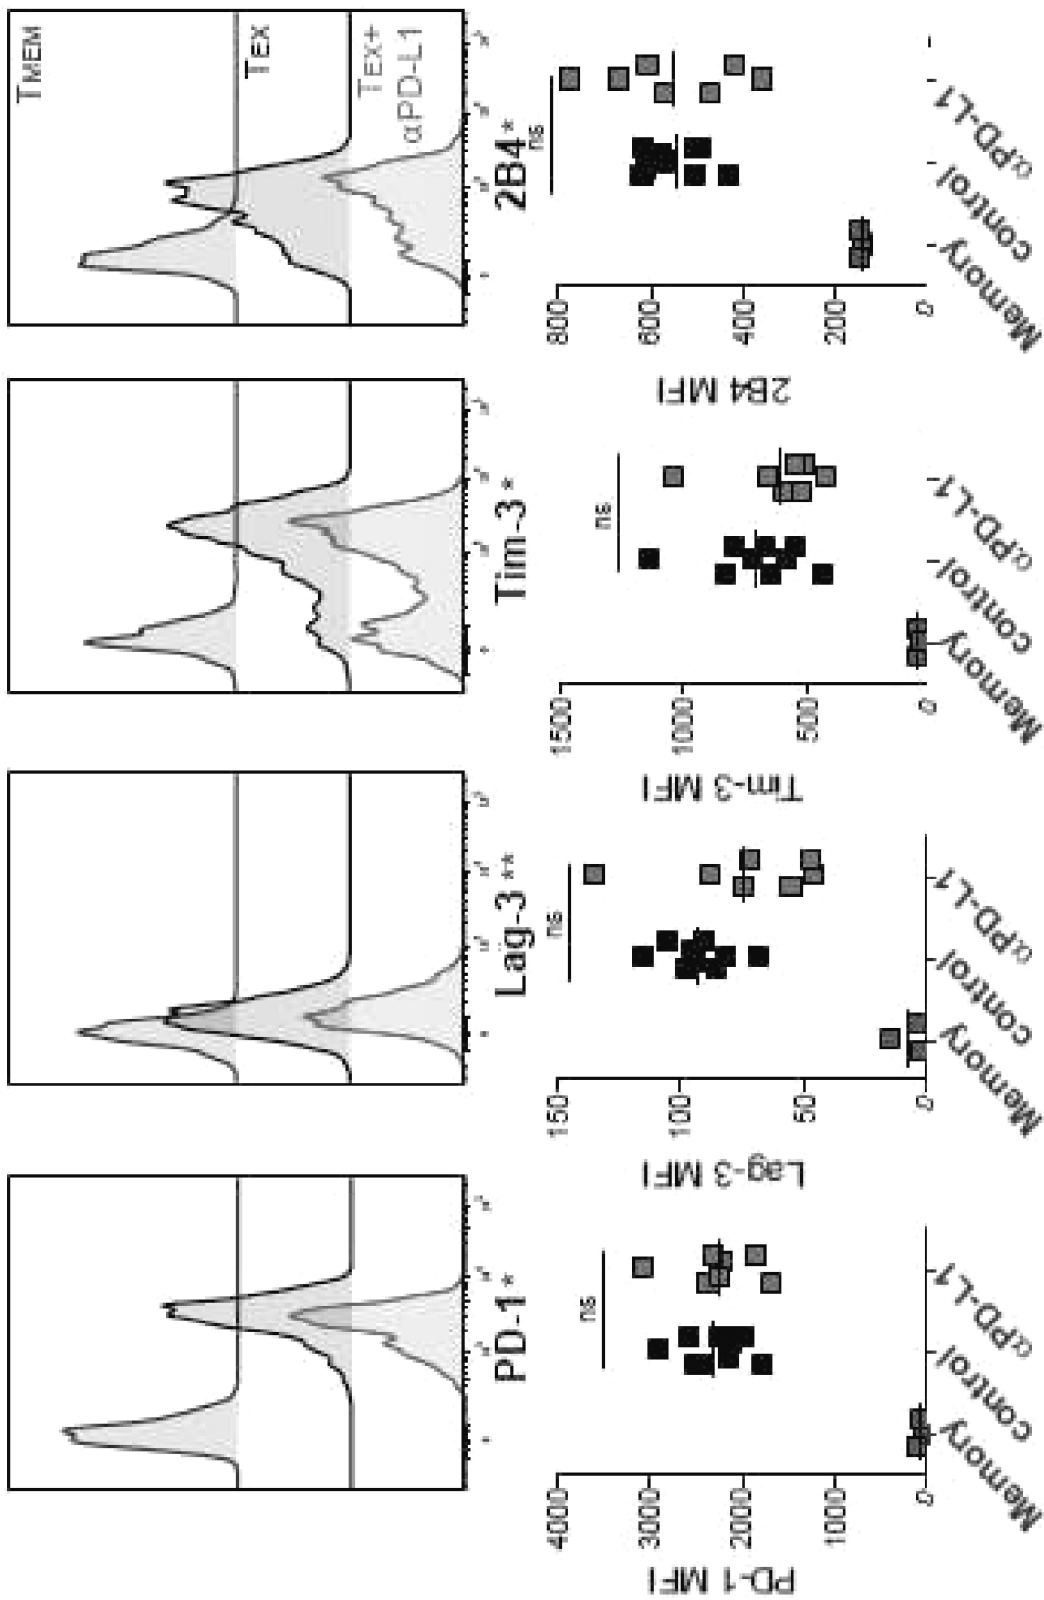 TMEM
TEX
TEX+
αPD-L1
PD-1*
Lag-3**
Tim-3*
2B4*
PD-1 MFI
4000
3000
2000
1000
0
ns
Memory
control
αPD-L1
Lag-3 MFI
150
100
50
0
ns
Memory
control
αPD-L1
Tim-3 MFI
1500
1000
500
0
ns
Memory
control
αPD-L1
2B4 MFI
800
600
400
200
0
ns
Memory
control
αPD-L1